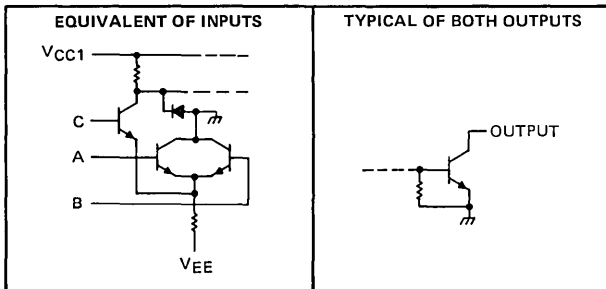 EQUIVALENT OF INPUTS
TYPICAL OF BOTH OUTPUTS
VCC1
C
A
B
VEE
OUTPUT